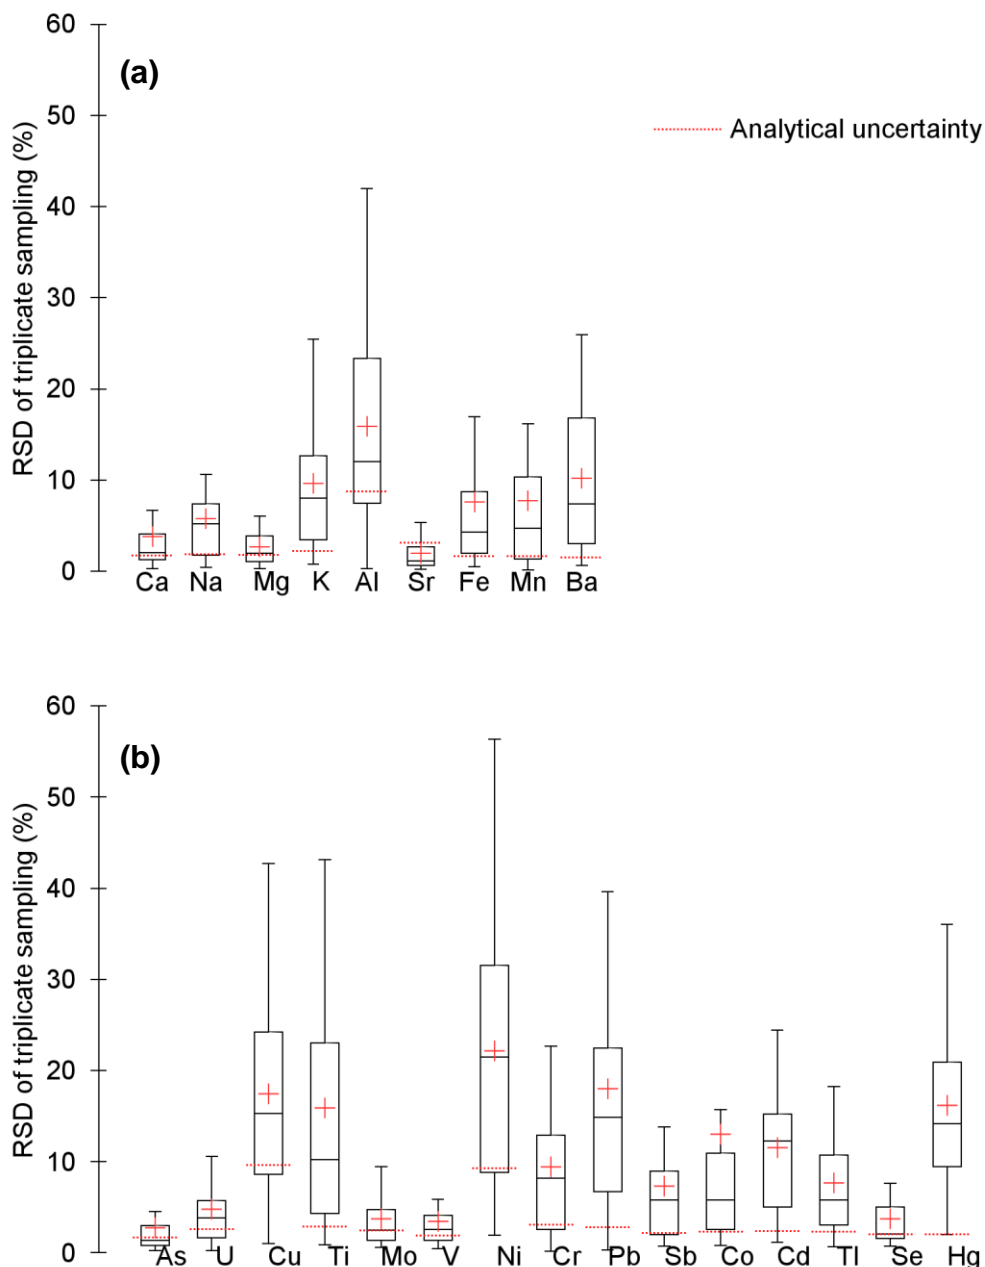 60
(a)
50
Analytical uncertainty
40
30
20
10
0
RSD of triplicate sampling (%)
Ca Na Mg K Al Sr Fe Mn Ba
60
(b)
50
40
30
20
10
0
RSD of triplicate sampling (%)
As U Cu Ti Mo V Ni Cr Pb Sb Co Cd Tl Se Hg